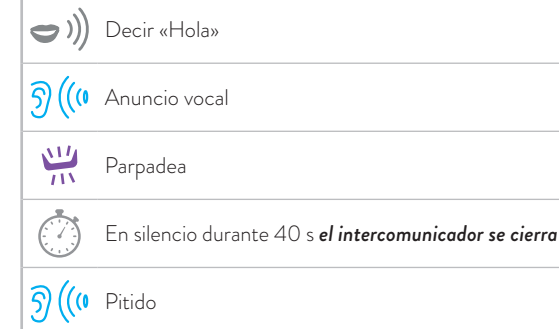 Decir «Hola»
Anuncio vocal
Parpadea
En silencio durante 40 s el intercomunicador se cierra
Pitido